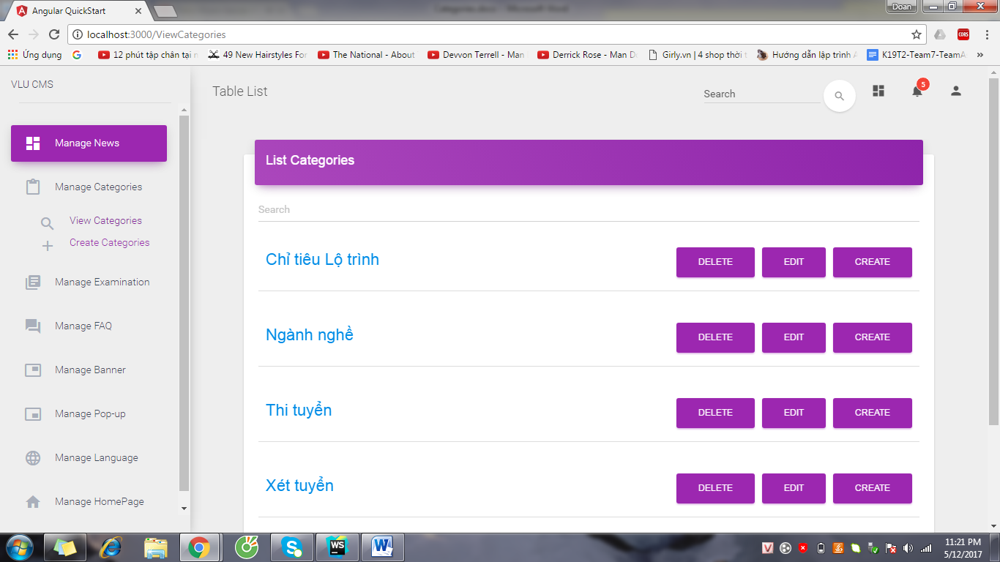 Angular QuickStart
Doan
localhost:3000/ViewCategories
CORS
Ứng dụng
12 phút tập chân tại n
49 New Hairstyles For
The National - About
Devvon Terrell - Man
Derrick Rose - Man Do
Girly.vn | 4 shop thời t
Hướng dẫn lập trình A
K19T2-Team7-TeamA
»
VLU CMS
Table List
Search
5
Manage News
Manage Categories
View Categories
Create Categories
Manage Examination
Manage FAQ
Manage Banner
Manage Pop-up
Manage Language
Manage HomePage
List Categories
Search
Chỉ tiêu Lộ trình
DELETE EDIT CREATE
Ngành nghề
DELETE EDIT CREATE
Thi tuyển
DELETE EDIT CREATE
Xét tuyển
DELETE EDIT CREATE
WS
11:21 PM
5/12/2017